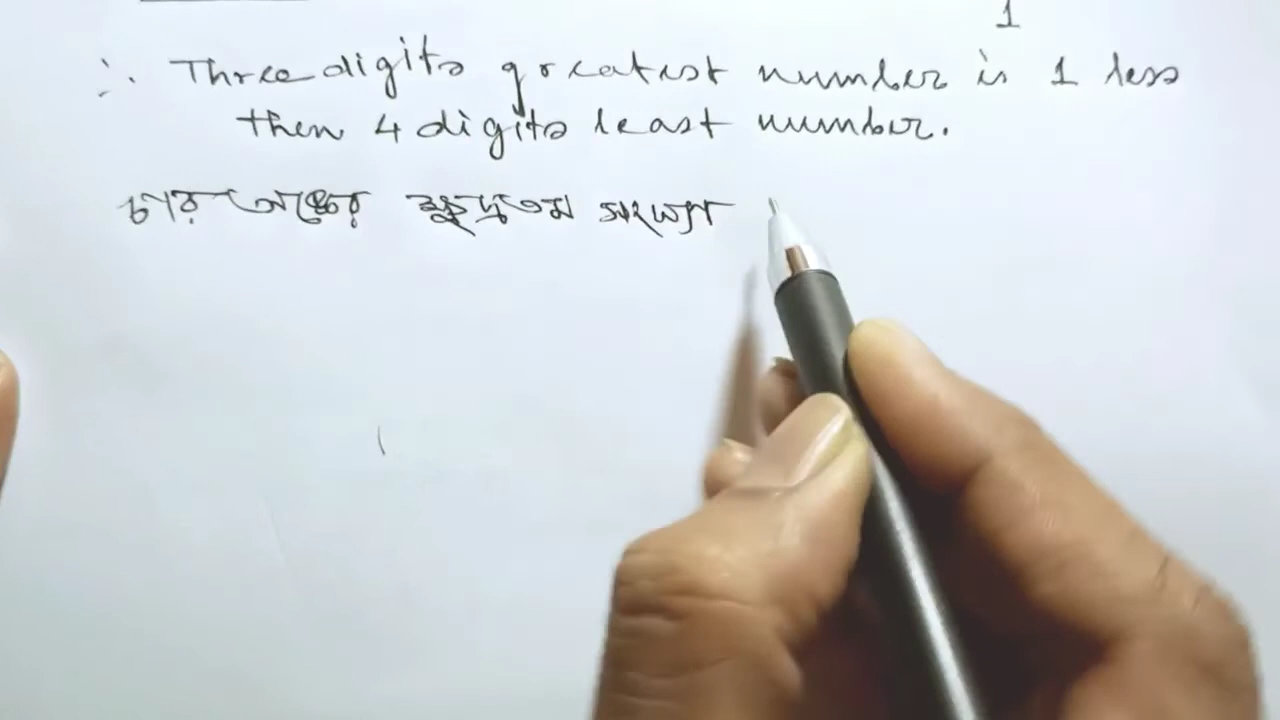 1
∴ Three digits greatest number is 1 less
then 4 digits least number.
চার অঙ্কের ক্ষুদ্রতম সংখ্যা